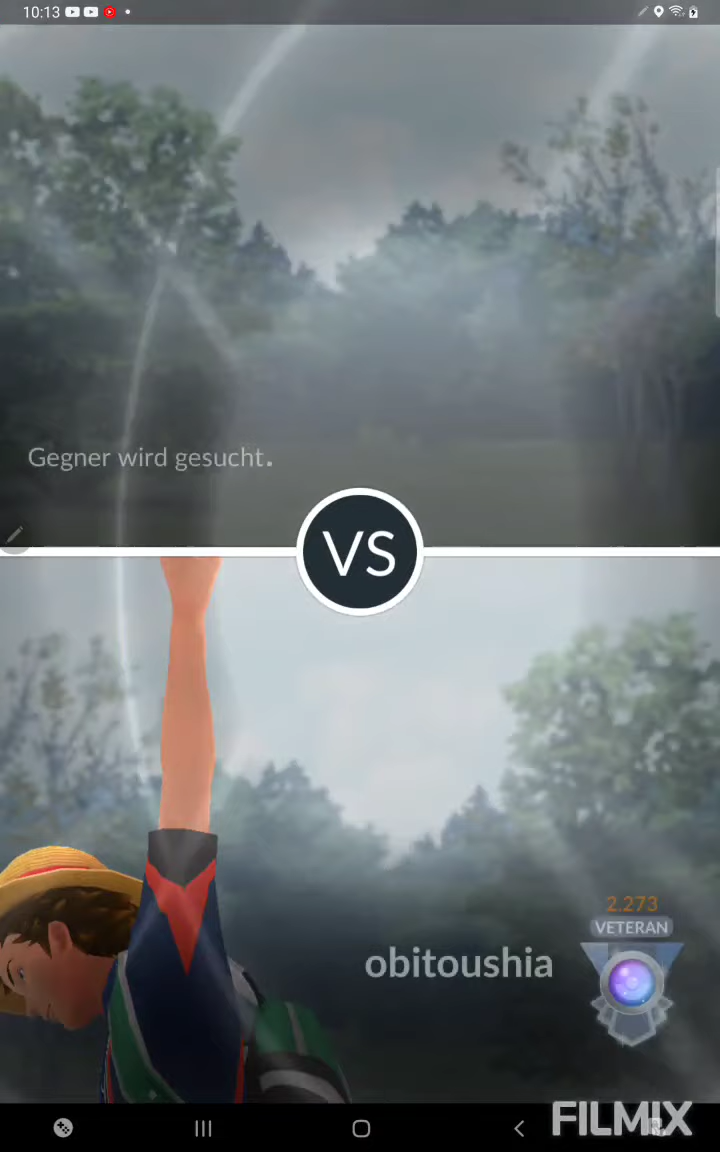 10:13
Gegner wird gesucht.
VS
2.273
VETERAN
obitoushia
FILMIX